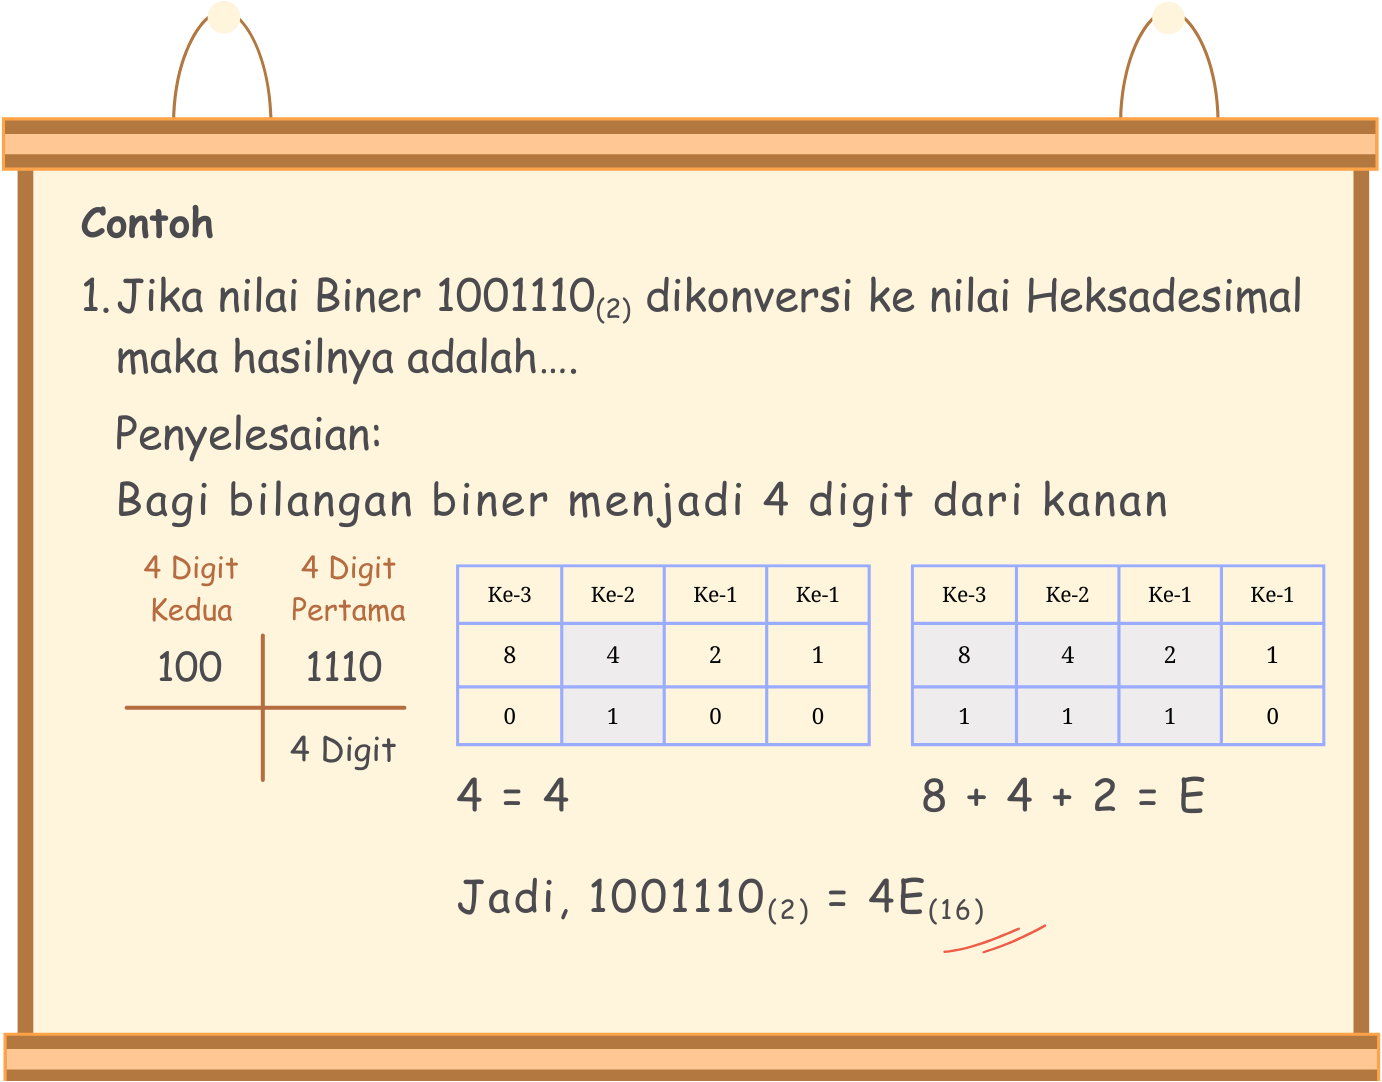 Contoh
1. Jika nilai Biner 1001110(2) dikonversi ke nilai Heksadesimal
maka hasilnya adalah....
Penyelesaian:
Bagi bilangan biner menjadi 4 digit dari kanan
4 Digit 4 Digit
Kedua Pertama
100 1110
4 Digit
Ke-3 Ke-2 Ke-1 Ke-1
8 4 2 1
0 1 0 0
4 = 4
Ke-3 Ke-2 Ke-1 Ke-1
8 4 2 1
1 1 1 0
8 + 4 + 2 = E
Jadi, 1001110(2) = 4E(16)